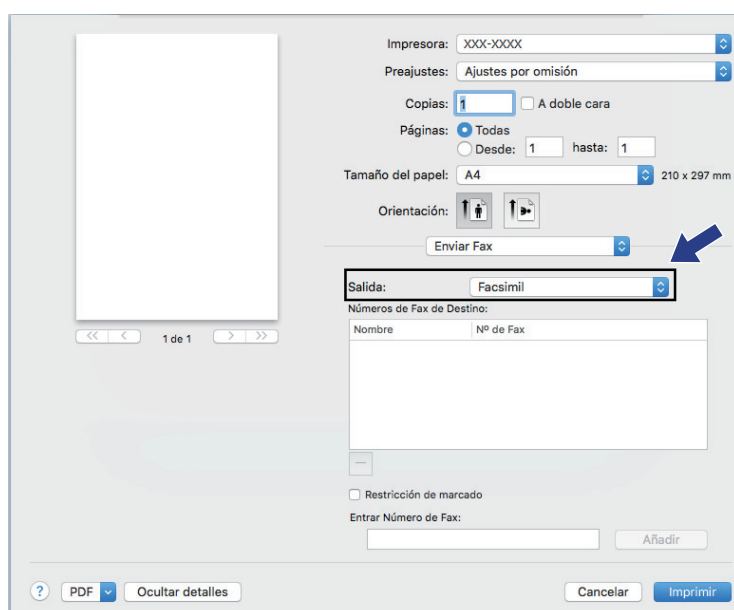 Impresora: XXX-XXXX
Preajustes: Ajustes por omisión
Copias: 1 A doble cara
Páginas: Todas
Desde: 1 hasta: 1
Tamaño del papel: A4 210 x 297 mm
Orientación:
Enviar Fax
Salida: Facsimil
Números de Fax de Destino:
Nombre Nº de Fax
<< < 1 de 1 > >>
Restricción de marcado
Entrar Número de Fax:
Añadir
? PDF Ocultar detalles Cancelar Imprimir